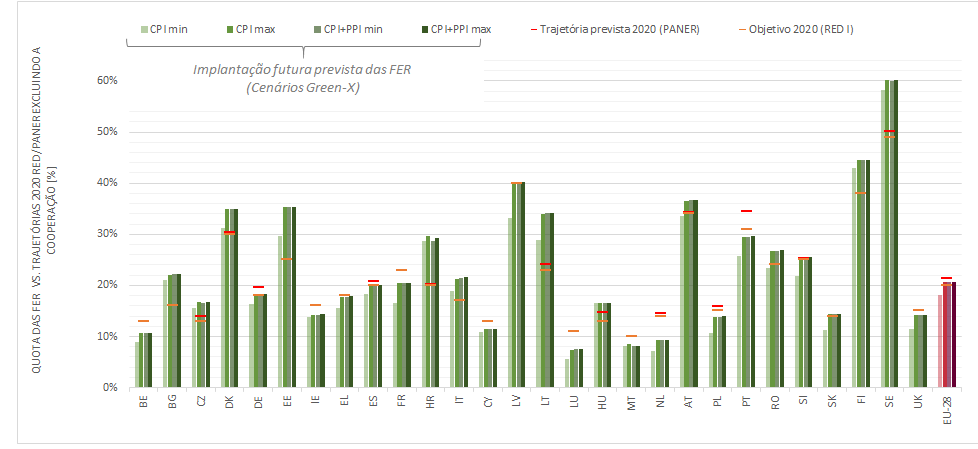 CPI min CPI max CPI+PPI min CPI+PPI max Trajetória prevista 2020 (PANER) Objetivo 2020 (RED I)
Implantação futura prevista das FER
(Cenários Green-X)
QUOTA DAS FER VS. TRAJETÓRIAS 2020 RED/PANER EXCLUINDO A
COOPERAÇÃO [%]
60%
50%
40%
30%
20%
10%
0%
BE BG CZ DK DE EE IE EL ES FR HR IT CY LV LT LU HU MT NL AT PL PT RO SI SK FI SE UK EU-28